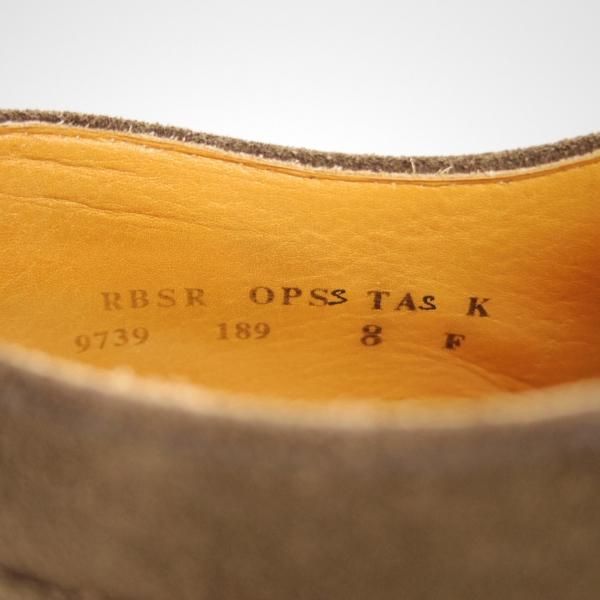 RBSR OPSS TAS K
9739 189 8 F